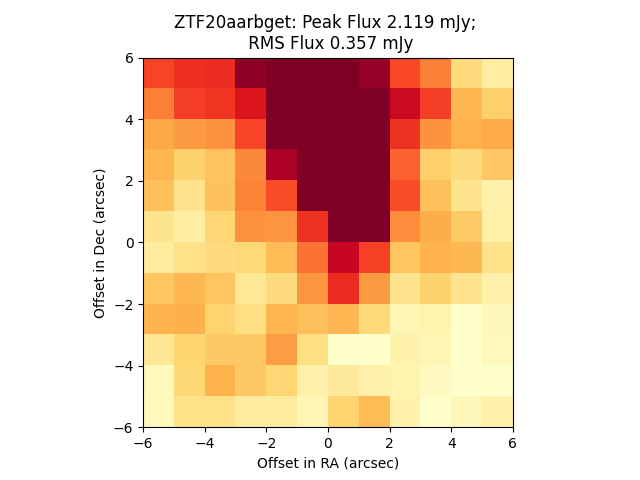 ZTF20aarbget: Peak Flux 2.119 mJy;
RMS Flux 0.357 mJy
6
4
2
0
−2
−4
−6
Offset in Dec (arcsec)
−6 −4 −2 0 2 4 6
Offset in RA (arcsec)